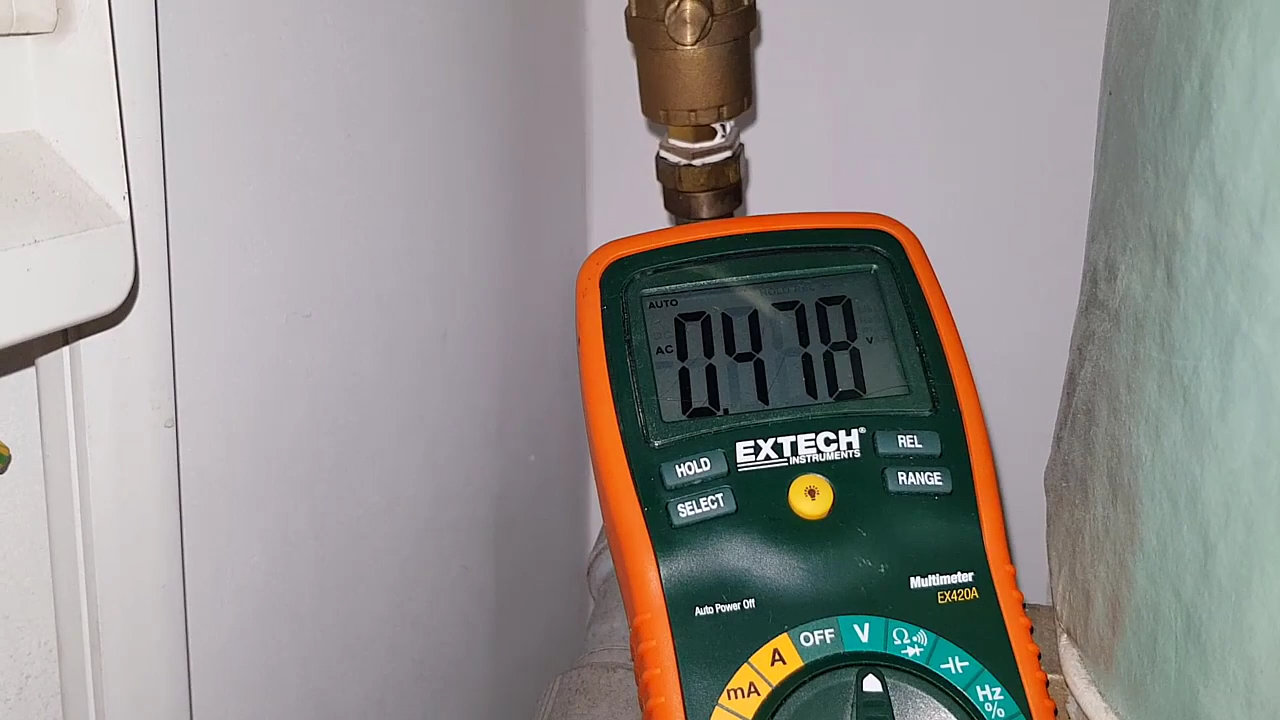 AUTO
AC 0.478 V
EXTECH®
INSTRUMENTS
HOLD
REL
SELECT
RANGE
Multimeter
EX420A
Auto Power Off
mA A OFF V Ω
Hz
%